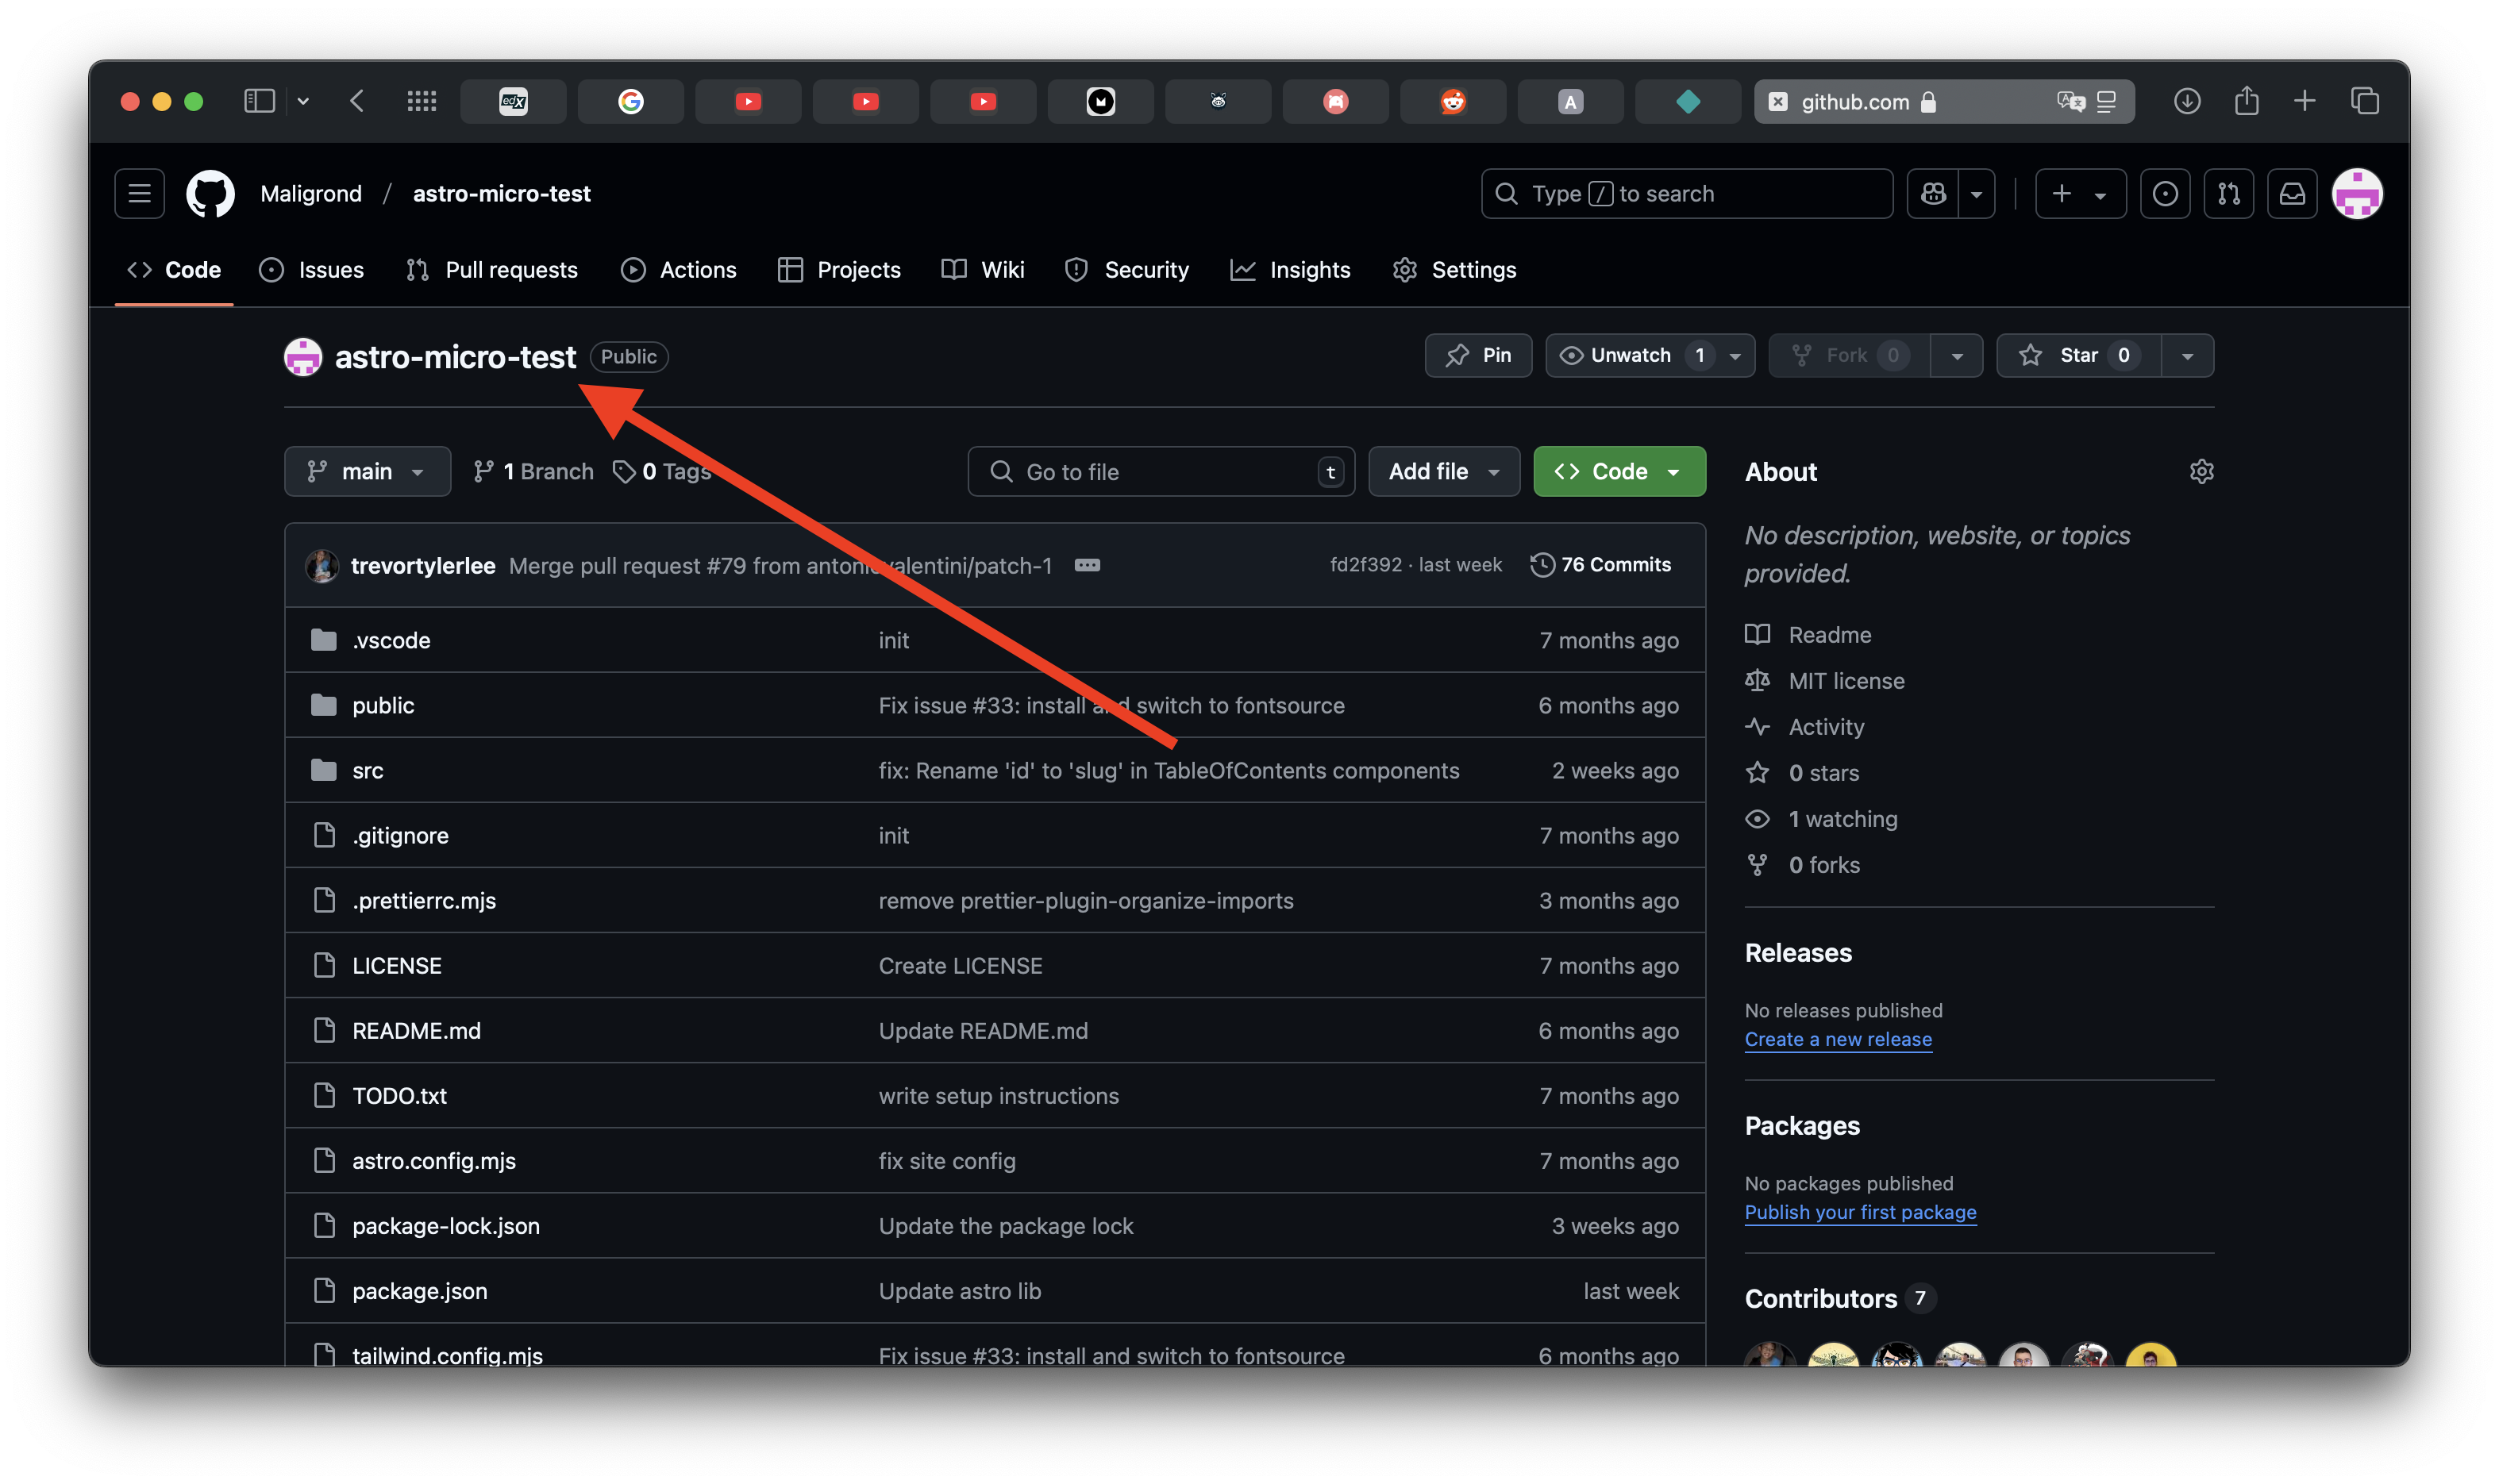 edX
A
github.com
Maligrond / astro-micro-test
Type / to search
Code
Issues
Pull requests
Actions
Projects
Wiki
Security
Insights
Settings
astro-micro-test
Public
Pin
Unwatch 1
Fork 0
Star 0
main
1 Branch
0 Tags
Go to file
t
Add file
Code
trevortylerlee Merge pull request #79 from antoniovalentini/patch-1
fd2f392 · last week
76 Commits
.vscode init 7 months ago
public Fix issue #33: install and switch to fontsource 6 months ago
src fix: Rename 'id' to 'slug' in TableOfContents components 2 weeks ago
.gitignore init 7 months ago
.prettierrc.mjs remove prettier-plugin-organize-imports 3 months ago
LICENSE Create LICENSE 7 months ago
README.md Update README.md 6 months ago
TODO.txt write setup instructions 7 months ago
astro.config.mjs fix site config 7 months ago
package-lock.json Update the package lock 3 weeks ago
package.json Update astro lib last week
tailwind.config.mjs Fix issue #33: install and switch to fontsource 6 months ago
About
No description, website, or topics
provided.
Readme
MIT license
Activity
0 stars
1 watching
0 forks
Releases
No releases published
Create a new release
Packages
No packages published
Publish your first package
Contributors 7